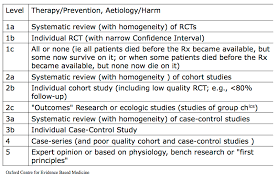 Level Therapy/Prevention, Aetiology/Harm
1a Systematic review (with homogeneity) of RCTs
1b Individual RCT (with narrow Confidence Interval)
1c All or none (ie all patients died before the Rx became available, but
some now survive on it; or when some patients died before the
Rx became available, but none now die on it)
2a Systematic review (with homogeneity ) of cohort studies
2b Individual cohort study (including low quality RCT; e.g., <80%
follow-up)
2c "Outcomes" Research or ecologic studies (studies of group chics)
3a Systematic review (with homogeneity) of case-control studies
3b Individual Case-Control Study
4 Case-series (and poor quality cohort and case-control studies )
5 Expert opinion or based on physiology, bench research or "first
principles"
Oxford Centre for Evidence Based Medicine